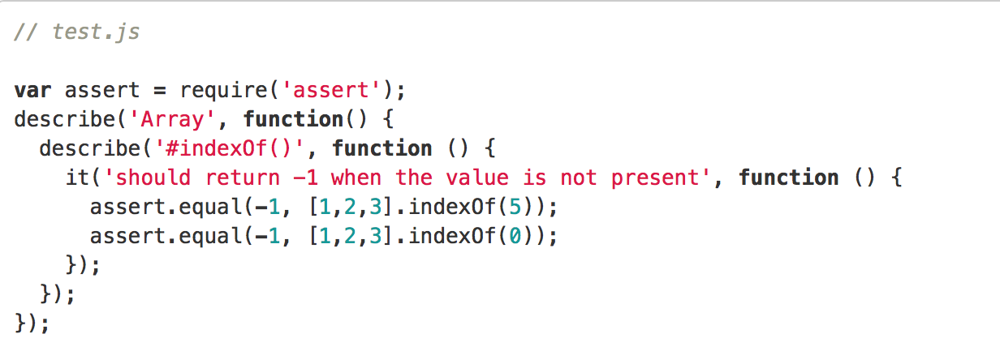 // test.js
var assert = require('assert');
describe('Array', function() {
  describe('#indexOf()', function () {
    it('should return -1 when the value is not present', function () {
      assert.equal(-1, [1,2,3].indexOf(5));
      assert.equal(-1, [1,2,3].indexOf(0));
    });
  });
});